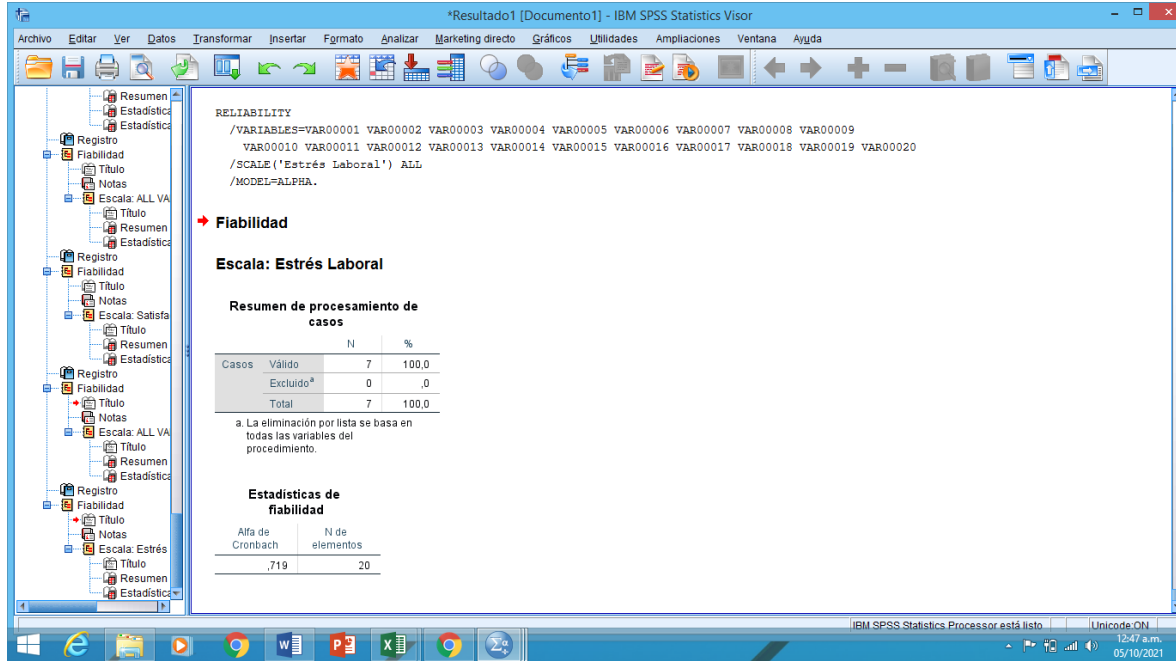 *Resultado1 [Documento1] - IBM SPSS Statistics Visor
Archivo Editar Ver Datos Transformar Insertar Formato Analizar Marketing directo Gráficos Utilidades Ampliaciones Ventana Ayuda
Resumen
Estadística
Estadística
Registro
Fiabilidad
Título
Notas
Escala: ALL VA
Título
Resumen
Estadística
Registro
Fiabilidad
Título
Notas
Escala: Satisfa
Título
Resumen
Estadística
Registro
Fiabilidad
Título
Notas
Escala: ALL VA
Título
Resumen
Estadística
Registro
Fiabilidad
Título
Notas
Escala: Estrés
Título
Resumen
Estadística
RELIABILITY
/VARIABLES=VAR00001 VAR00002 VAR00003 VAR00004 VAR00005 VAR00006 VAR00007 VAR00008 VAR00009
VAR00010 VAR00011 VAR00012 VAR00013 VAR00014 VAR00015 VAR00016 VAR00017 VAR00018 VAR00019 VAR00020
/SCALE('Estrés Laboral') ALL
/MODEL=ALPHA.
Fiabilidad
Escala: Estrés Laboral
Resumen de procesamiento de
casos
N %
Casos Válido 7 100,0
Excluido a 0 ,0
Total 7 100,0
a. La eliminación por lista se basa en
todas las variables del
procedimiento.
Estadísticas de
fiabilidad
Alfa de N de
Cronbach elementos
,719 20
IBM SPSS Statistics Processor está listo Unicode:ON
12:47 a.m.
05/10/2021